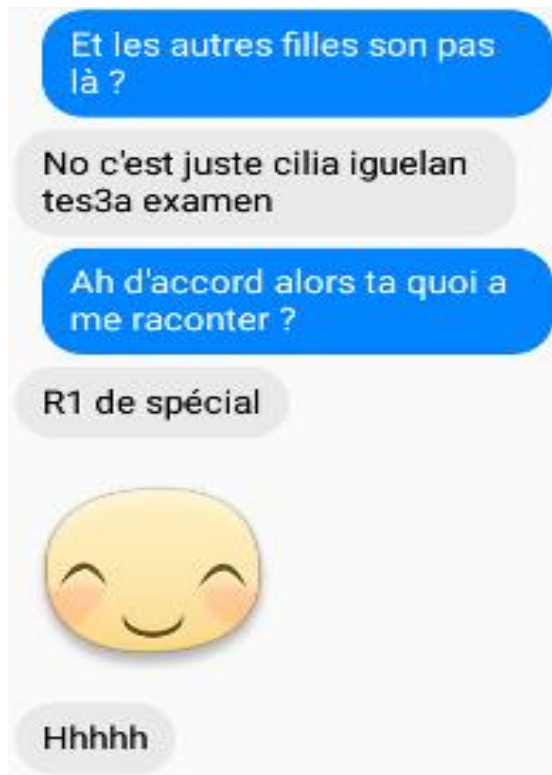 Et les autres filles son pas
là ?
No c'est juste cilia iguelan
tes3a examen
Ah d'accord alors ta quoi a
me raconter ?
R1 de spécial
Hhhhh